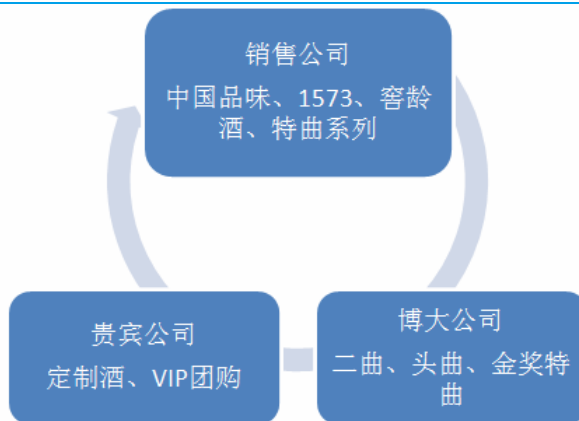 销售公司
中国品味、1573、窖龄
酒、特曲系列
贵宾公司
定制酒、VIP团购
博大公司
二曲、头曲、金奖特
曲